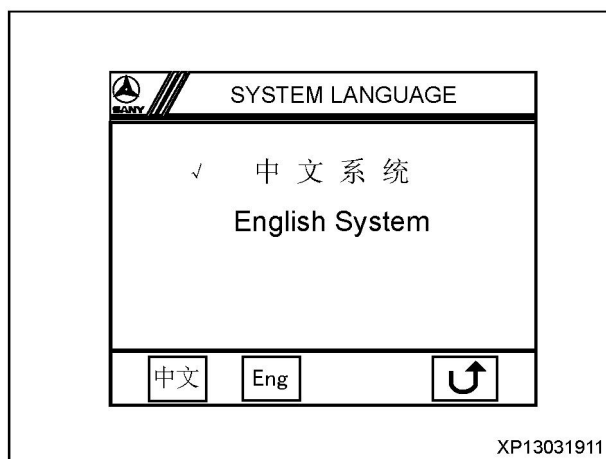 SANY
SYSTEM LANGUAGE
√ 中文系统
English System
中文 Eng
XP13031911